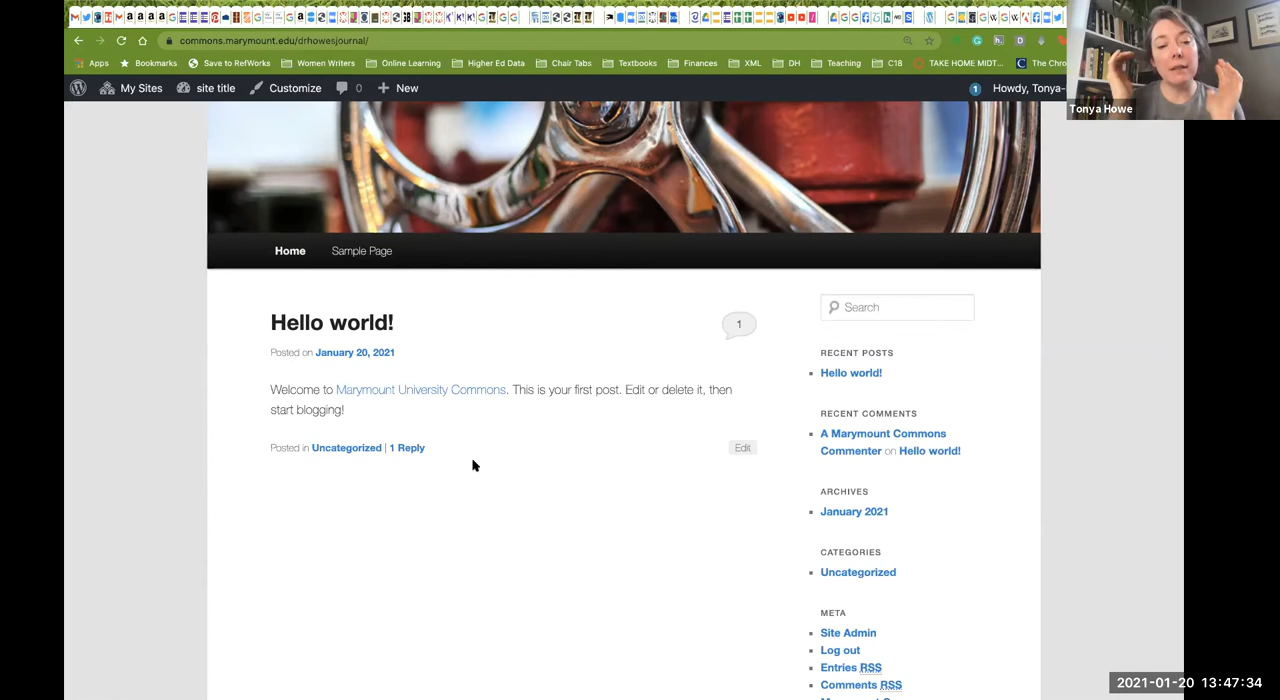 commons.marymount.edu/drhowesjournal/
Apps Bookmarks Save to RefWorks Women Writers Online Learning Higher Ed Data Chair Tabs Textbooks Finances XML DH Teaching C18 TAKE HOME MIDT... The Chro
My Sites site title Customize 0 New 1 Howdy, Tonya-
Tonya Howe
Home Sample Page
Hello world!
1
Posted on January 20, 2021
Welcome to Marymount University Commons. This is your first post. Edit or delete it, then
start blogging!
Posted in Uncategorized | 1 Reply
Edit
Search
RECENT POSTS
Hello world!
RECENT COMMENTS
A Marymount Commons
Commenter on Hello world!
ARCHIVES
January 2021
CATEGORIES
Uncategorized
META
Site Admin
Log out
Entries RSS
Comments RSS
2021-01-20 13:47:34